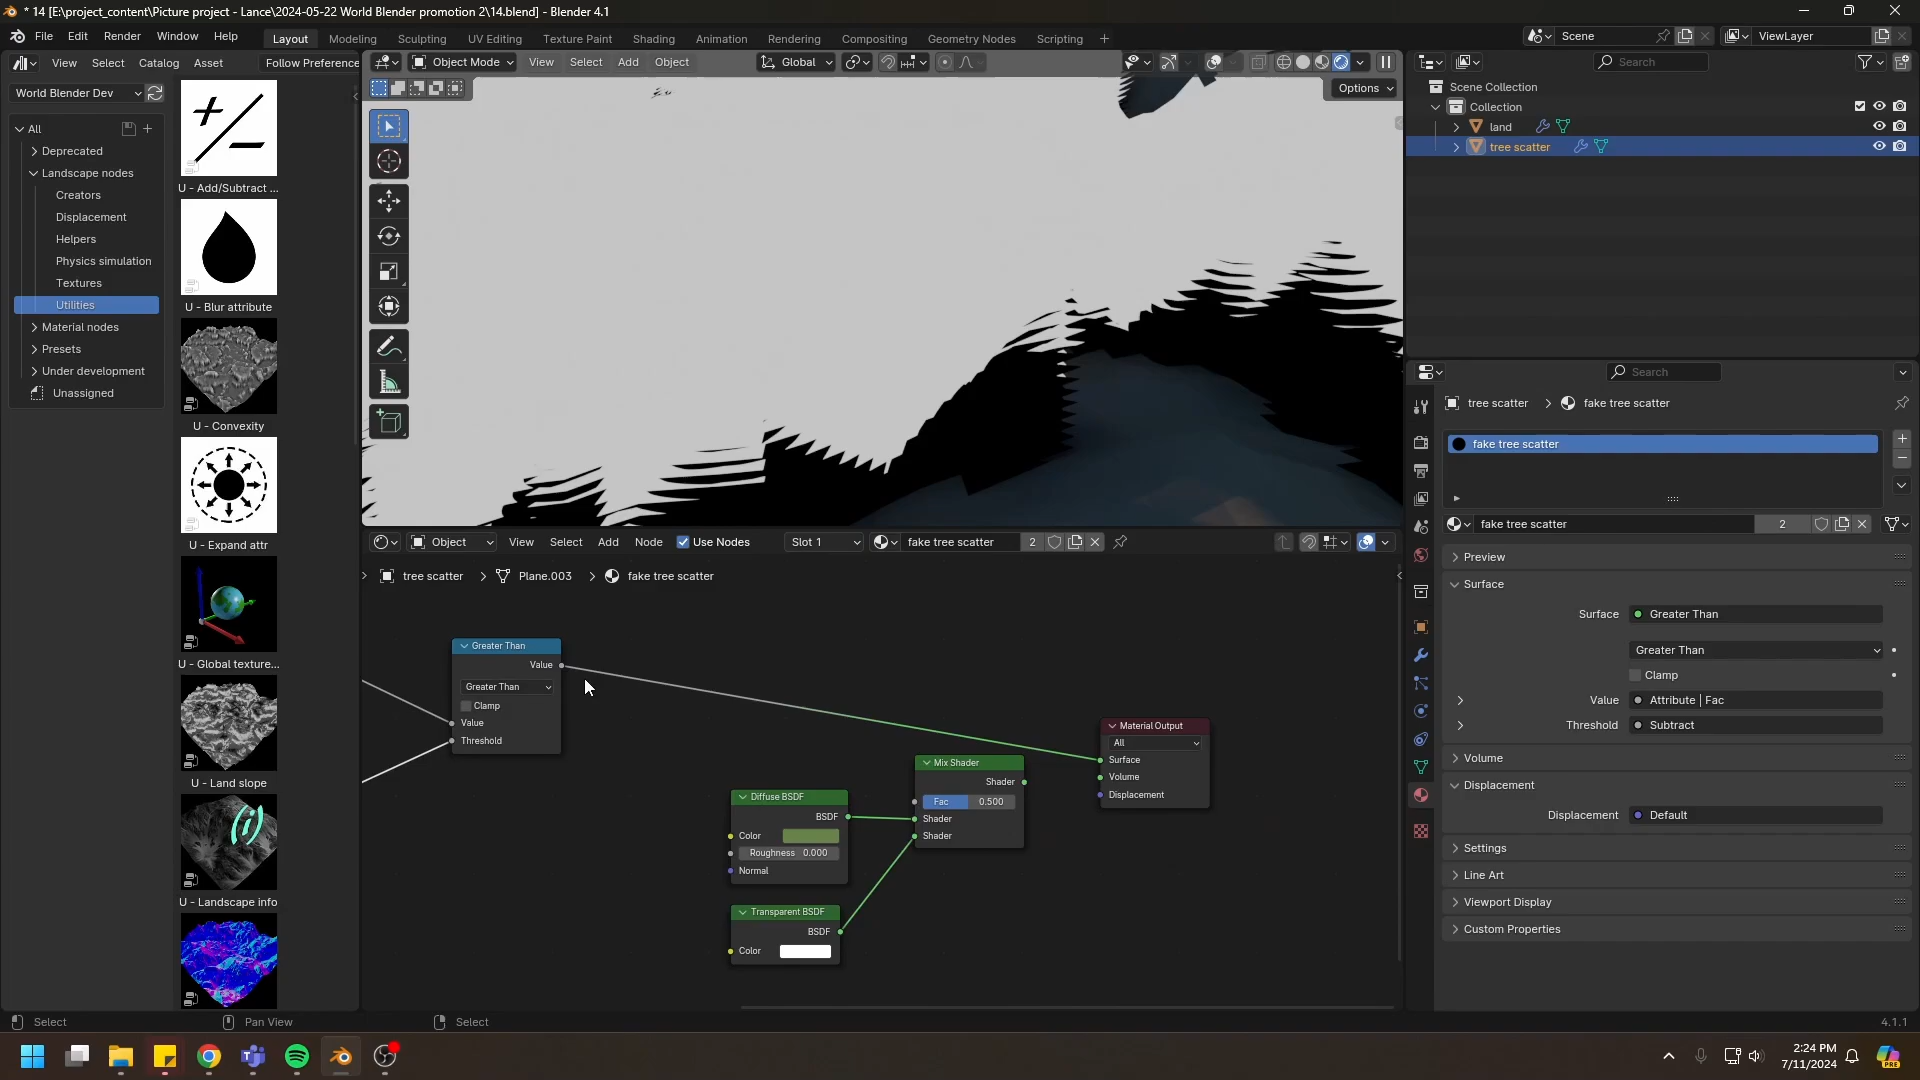 * 14 [E:\project_content\Picture project - Lance\2024-05-22 World Blender promotion 2\14.blend] - Blender 4.1
File Edit Render Window Help Layout Modeling Sculpting UV Editing Texture Paint Shading Animation Rendering Compositing Geometry Nodes Scripting + Scene ViewLayer
View Select Catalog Asset Follow Preference
Object Mode View Select Add Object Global Search
World Blender Dev
Options
All
Deprecated
Landscape nodes
Creators
Displacement
Helpers
Physics simulation
Textures
Utilities
Material nodes
Presets
Under development
Unassigned
U - Add/Subtract ...
U - Blur attribute
U - Convexity
U - Expand attr
U - Global texture...
U - Land slope
U - Landscape info
Scene Collection
Collection
land
tree scatter
Search
tree scatter > fake tree scatter
fake tree scatter
fake tree scatter 2
Preview
Surface
Surface Greater Than
Greater Than
Clamp
Value Attribute | Fac
Threshold Subtract
Volume
Displacement
Displacement Default
Settings
Line Art
Viewport Display
Custom Properties
Object View Select Add Node Use Nodes Slot 1 fake tree scatter 2
tree scatter > Plane.003 > fake tree scatter
Greater Than
Value
Greater Than
Clamp
Value
Threshold
Diffuse BSDF
BSDF
Color
Roughness 0.000
Normal
Transparent BSDF
BSDF
Color
Mix Shader
Shader
Fac 0.500
Shader
Shader
Material Output
All
Surface
Volume
Displacement
Select Pan View Select 4.1.1
2:24 PM
7/11/2024
PRE